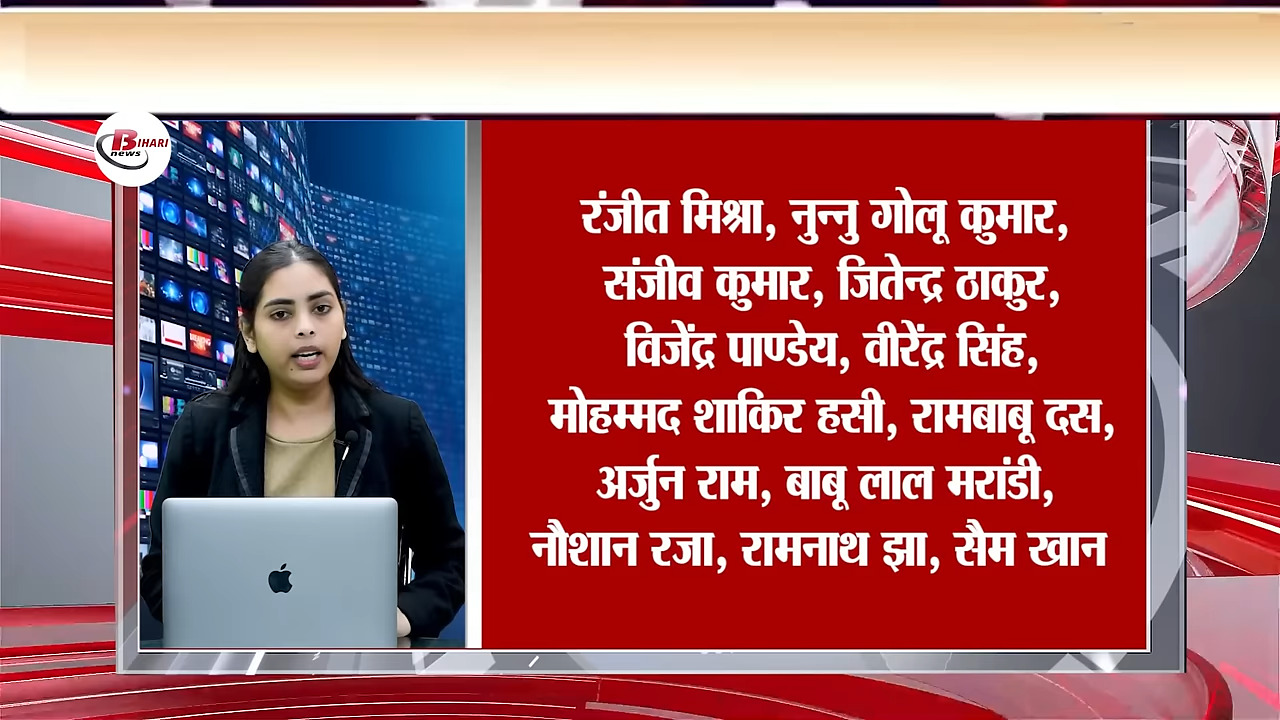 BIHARI
news
रंजीत मिश्रा, नुन्नु गोलू कुमार,
संजीव कुमार, जितेन्द्र ठाकुर,
विजेंद्र पाण्डेय, वीरेंद्र सिंह,
मोहम्मद शाकिर हसी, रामबाबू दस,
अर्जुन राम, बाबू लाल मरांडी,
नौशान रजा, रामनाथ झा, सैम खान